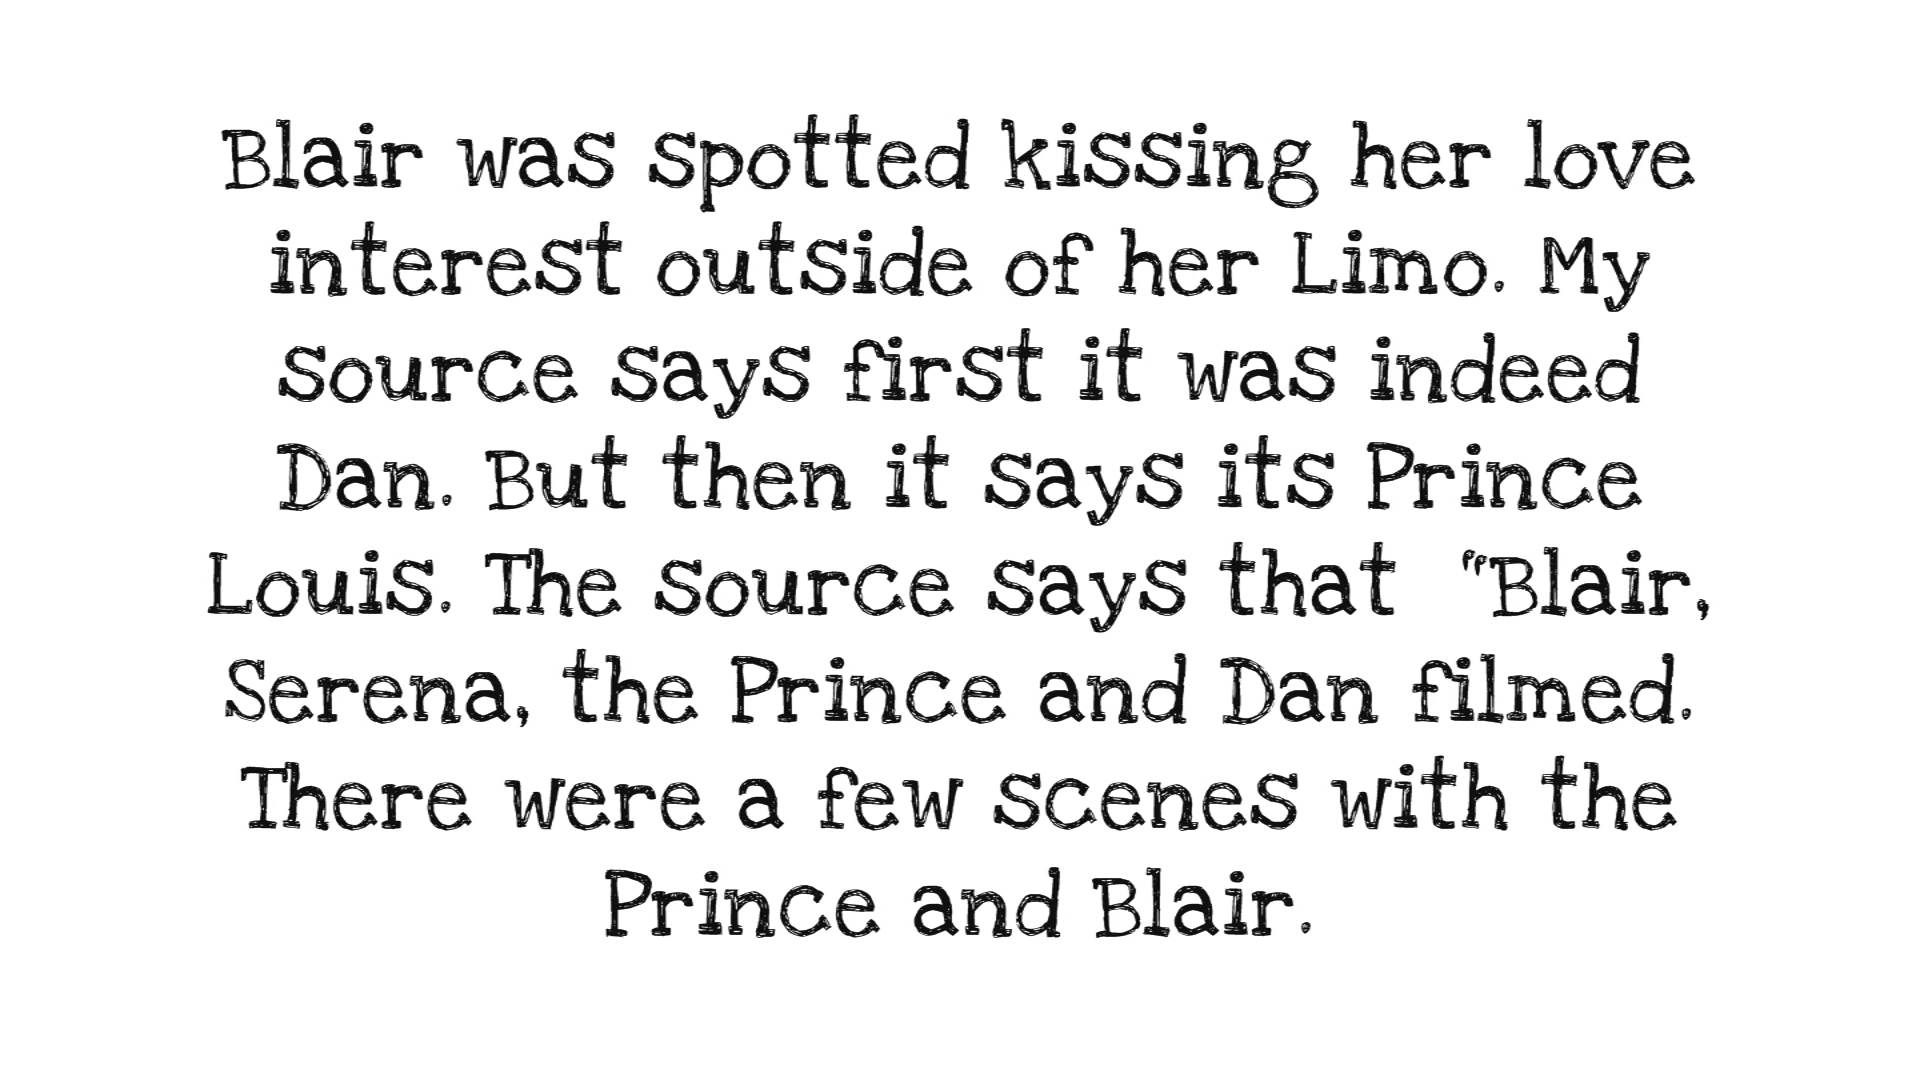 Blair was spotted kissing her love
interest outside of her Limo. My
source says first it was indeed
Dan. But then it says its Prince
Louis. The source says that "Blair,
Serena, the Prince and Dan filmed.
There were a few scenes with the
Prince and Blair.